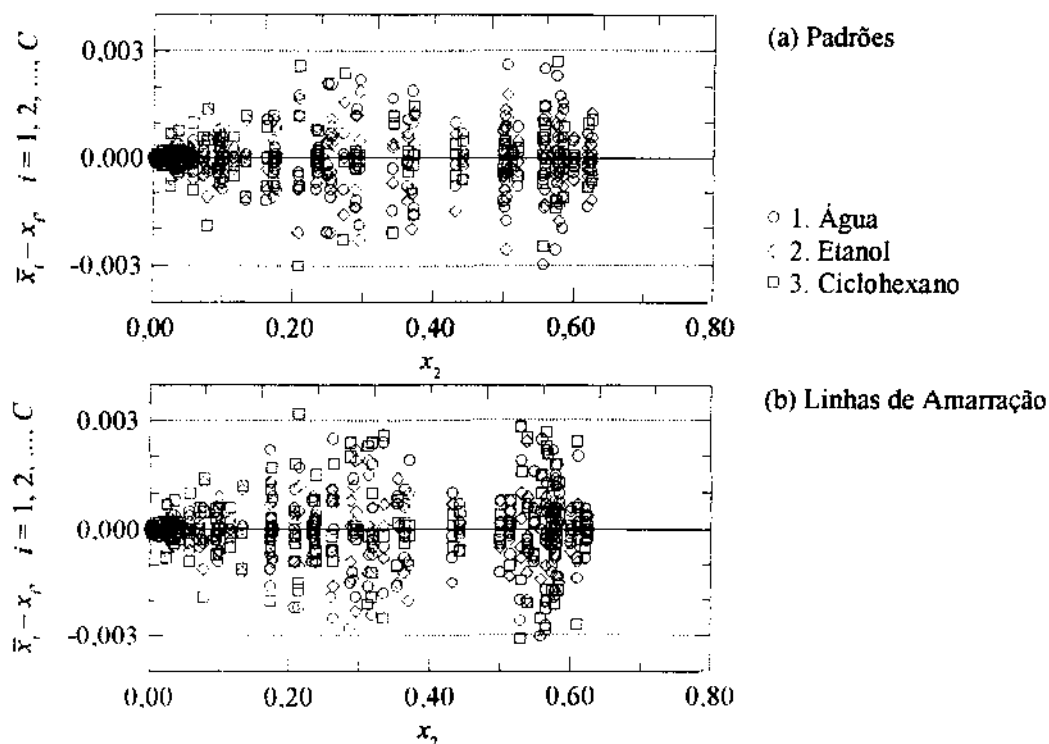 (a) Padrões
0,003
0.000
-0,003
x̄ᵢ − xᵢ, i = 1, 2, ..., C
0,00 0,20 0,40 0,60 0,80
x₂
1. Água
2. Etanol
3. Ciclohexano
(b) Linhas de Amarração
0.003
0.000
-0,003
x̄ᵢ − xᵢ, i = 1, 2, ..., C
0,00 0,20 0,40 0,60 0,80
x₂